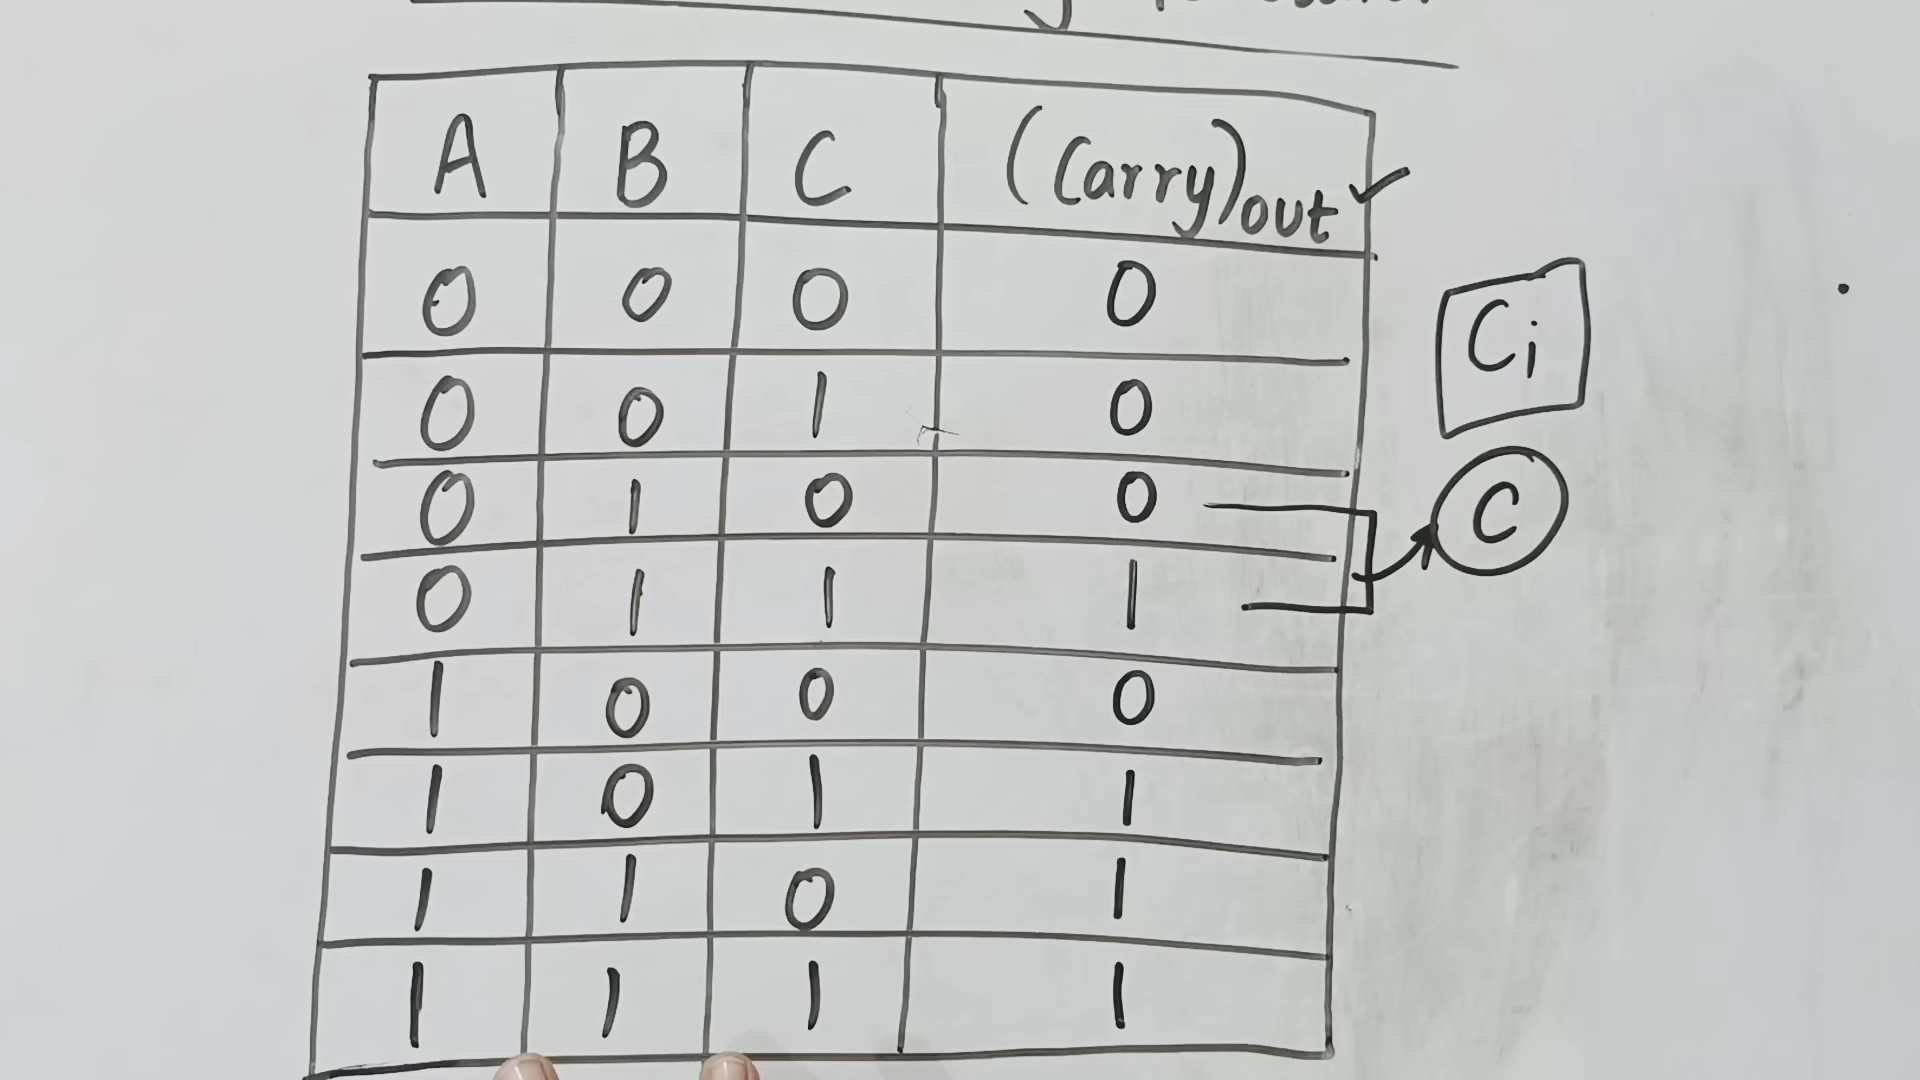 A B C (Carry)out ✓
0 0 0 0
Ci
0 0 1 0
0 1 0 0
C
0 1 1 1
1 0 0 0
1 0 1 1
1 1 0 1
1 1 1 1